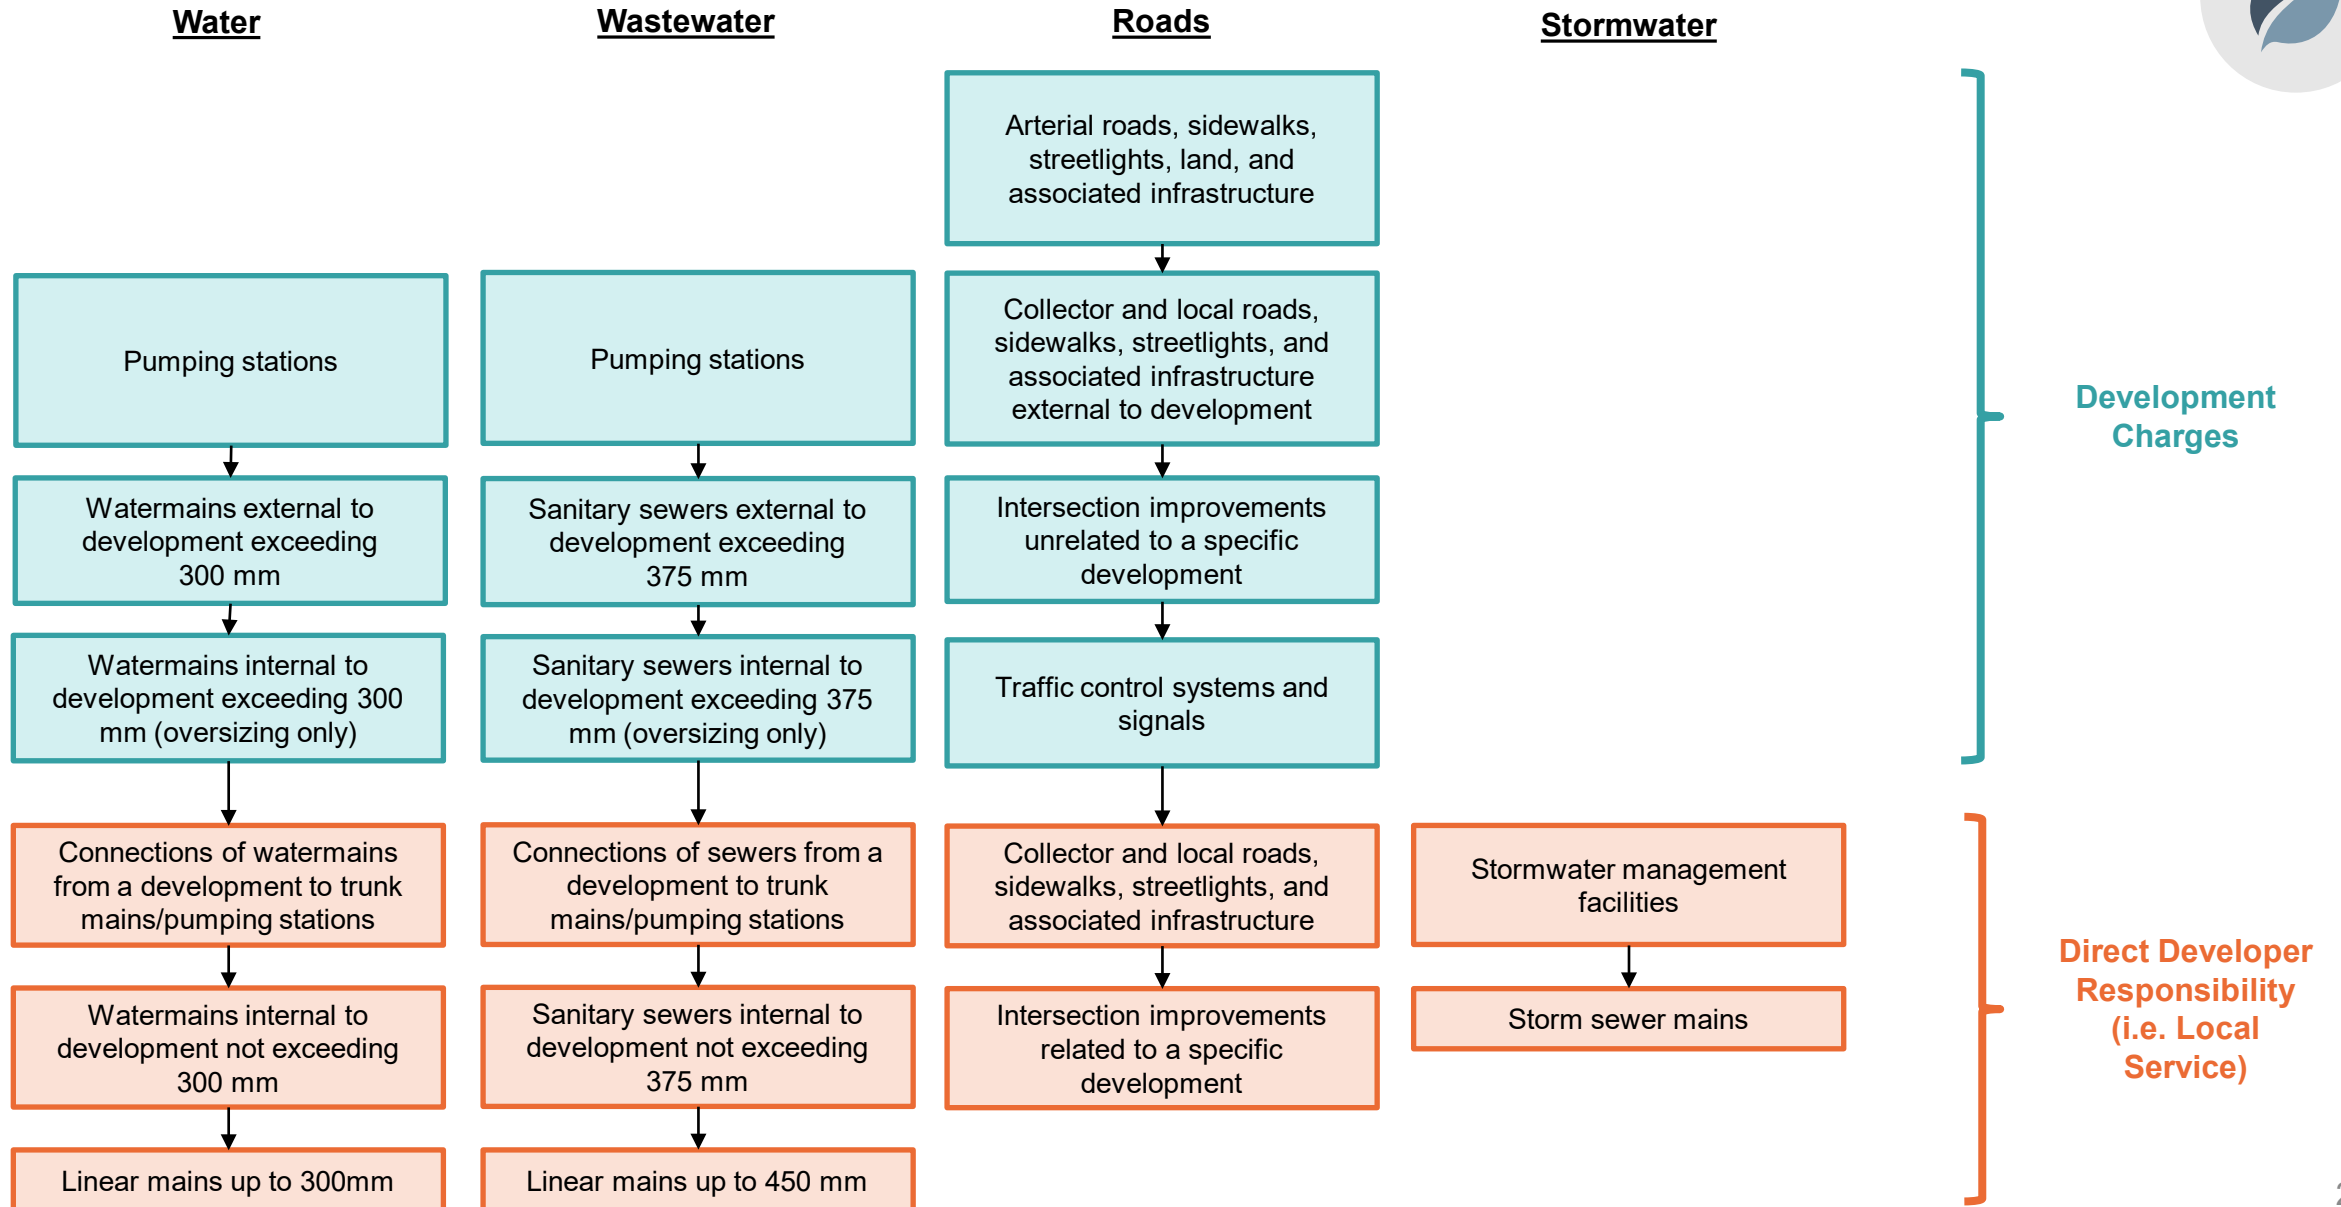 Water
Wastewater
Roads
Stormwater
Arterial roads, sidewalks,
streetlights, land, and
associated infrastructure
Pumping stations
Pumping stations
Collector and local roads,
sidewalks, streetlights, and
associated infrastructure
external to development
Watermains external to
development exceeding
300 mm
Sanitary sewers external to
development exceeding
375 mm
Intersection improvements
unrelated to a specific
development
Watermains internal to
development exceeding 300
mm (oversizing only)
Sanitary sewers internal to
development exceeding 375
mm (oversizing only)
Traffic control systems and
signals
Development
Charges
Connections of watermains
from a development to trunk
mains/pumping stations
Connections of sewers from a
development to trunk
mains/pumping stations
Collector and local roads,
sidewalks, streetlights, and
associated infrastructure
Stormwater management
facilities
Watermains internal to
development not exceeding
300 mm
Sanitary sewers internal to
development not exceeding
375 mm
Intersection improvements
related to a specific
development
Storm sewer mains
Linear mains up to 300mm
Linear mains up to 450 mm
Direct Developer
Responsibility
(i.e. Local
Service)